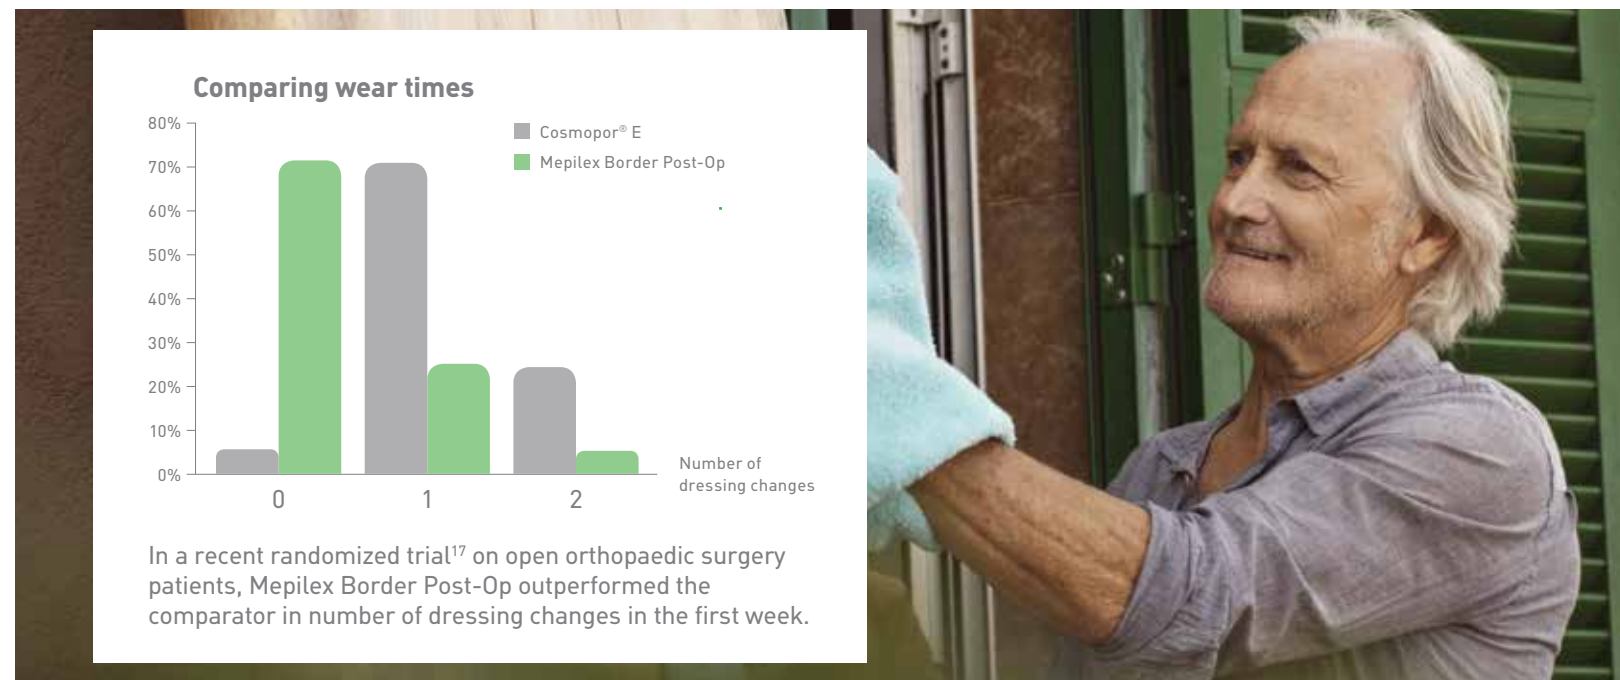 Comparing wear times
80%
70%
60%
50%
40%
30%
20%
10%
0%
Cosmopor® E
Mepilex Border Post-Op
0
1
2
Number of
dressing changes
In a recent randomized trial¹⁷ on open orthopaedic surgery
patients, Mepilex Border Post-Op outperformed the
comparator in number of dressing changes in the first week.